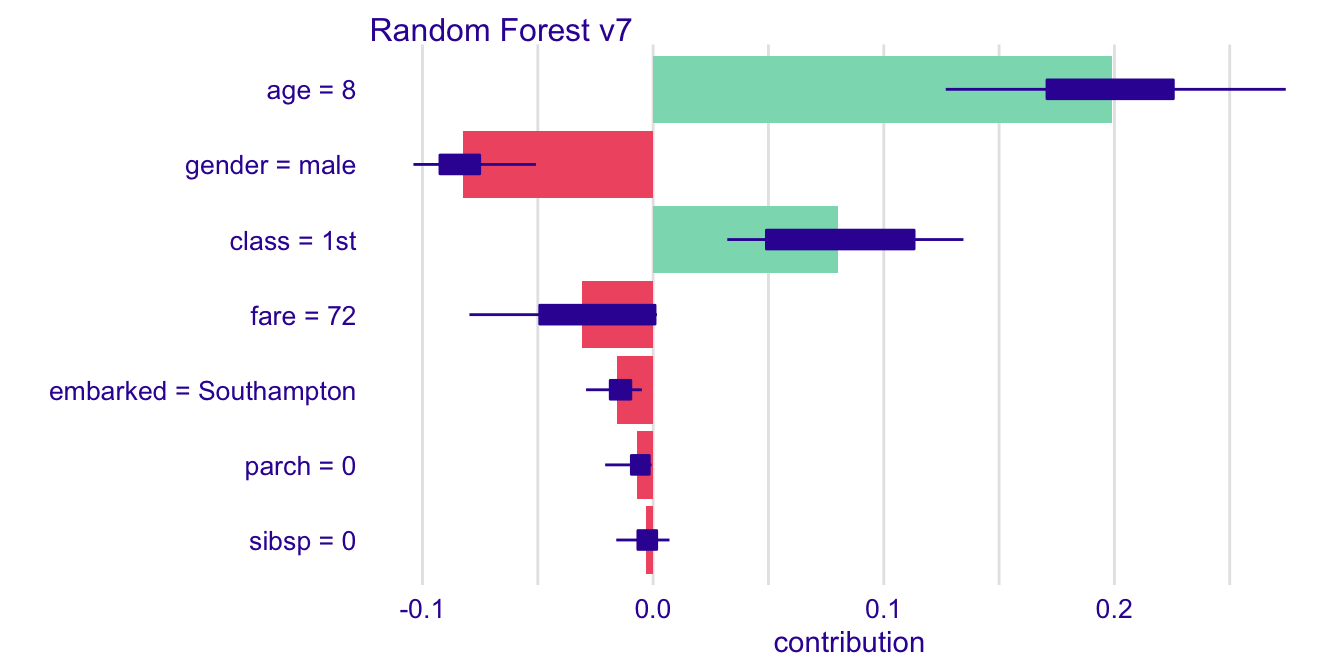 Random Forest v7
age = 8
gender = male
class = 1st
fare = 72
embarked = Southampton
parch = 0
sibsp = 0
-0.1 0.0 0.1 0.2
contribution